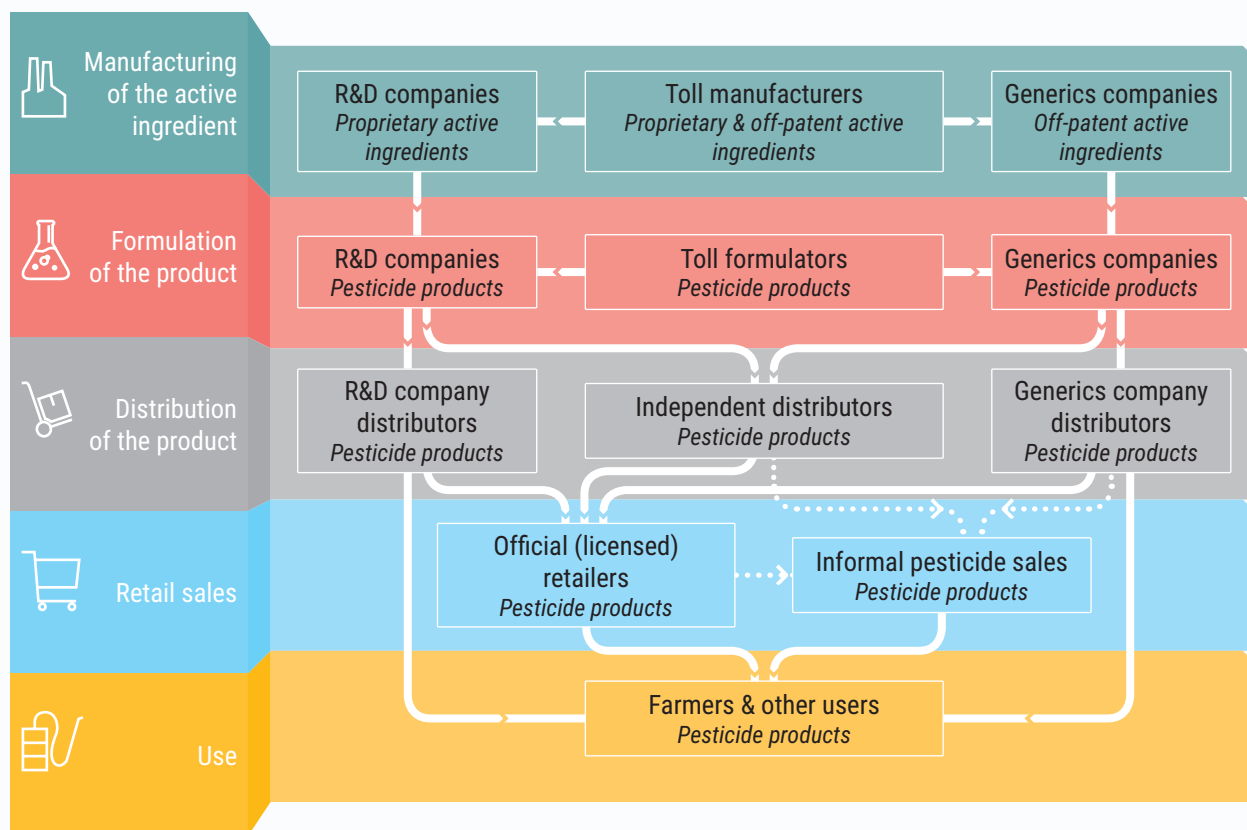 Manufacturing
of the active
ingredient
R&D companies
Proprietary active
ingredients
Toll manufacturers
Proprietary & off-patent active
ingredients
Generics companies
Off-patent active
ingredients
Formulation
of the product
R&D companies
Pesticide products
Toll formulators
Pesticide products
Generics companies
Pesticide products
Distribution
of the product
R&D company
distributors
Pesticide products
Independent distributors
Pesticide products
Generics company
distributors
Pesticide products
Retail sales
Official (licensed)
retailers
Pesticide products
Informal pesticide sales
Pesticide products
Use
Farmers & other users
Pesticide products